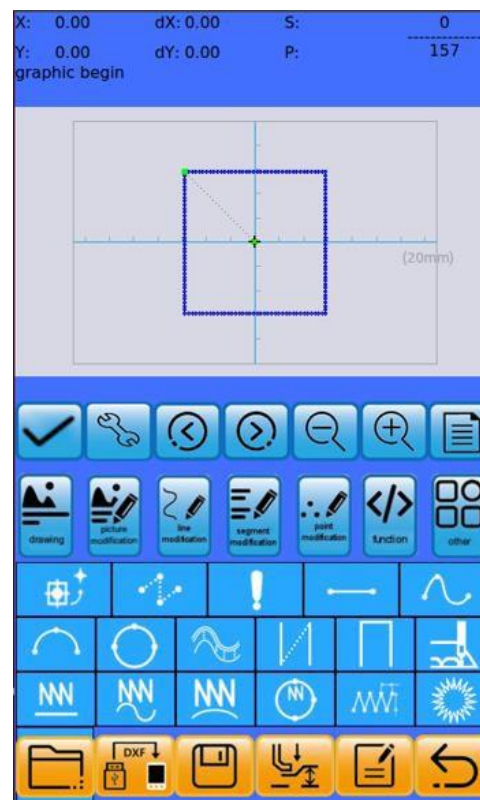 X: 0.00 dX: 0.00 S: 0
Y: 0.00 dY: 0.00 P: 157
graphic begin
(20mm)
drawing
picture
modification
line
modification
segment
modification
point
modification
function
other
DXF